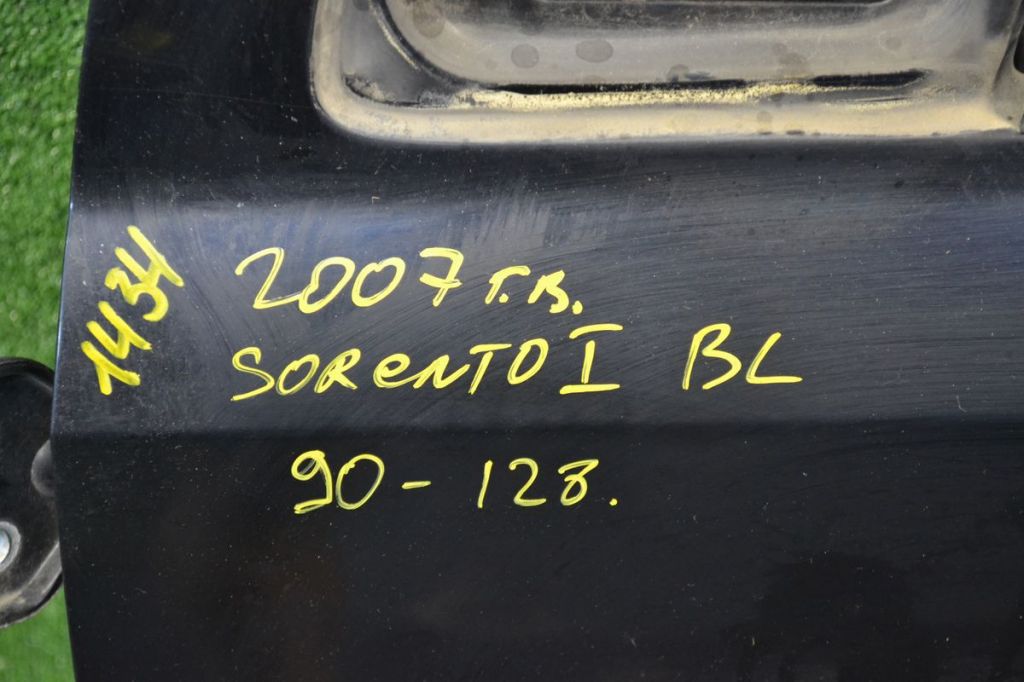 1434
2007 г.в.
SORENTO I BL
90-128.